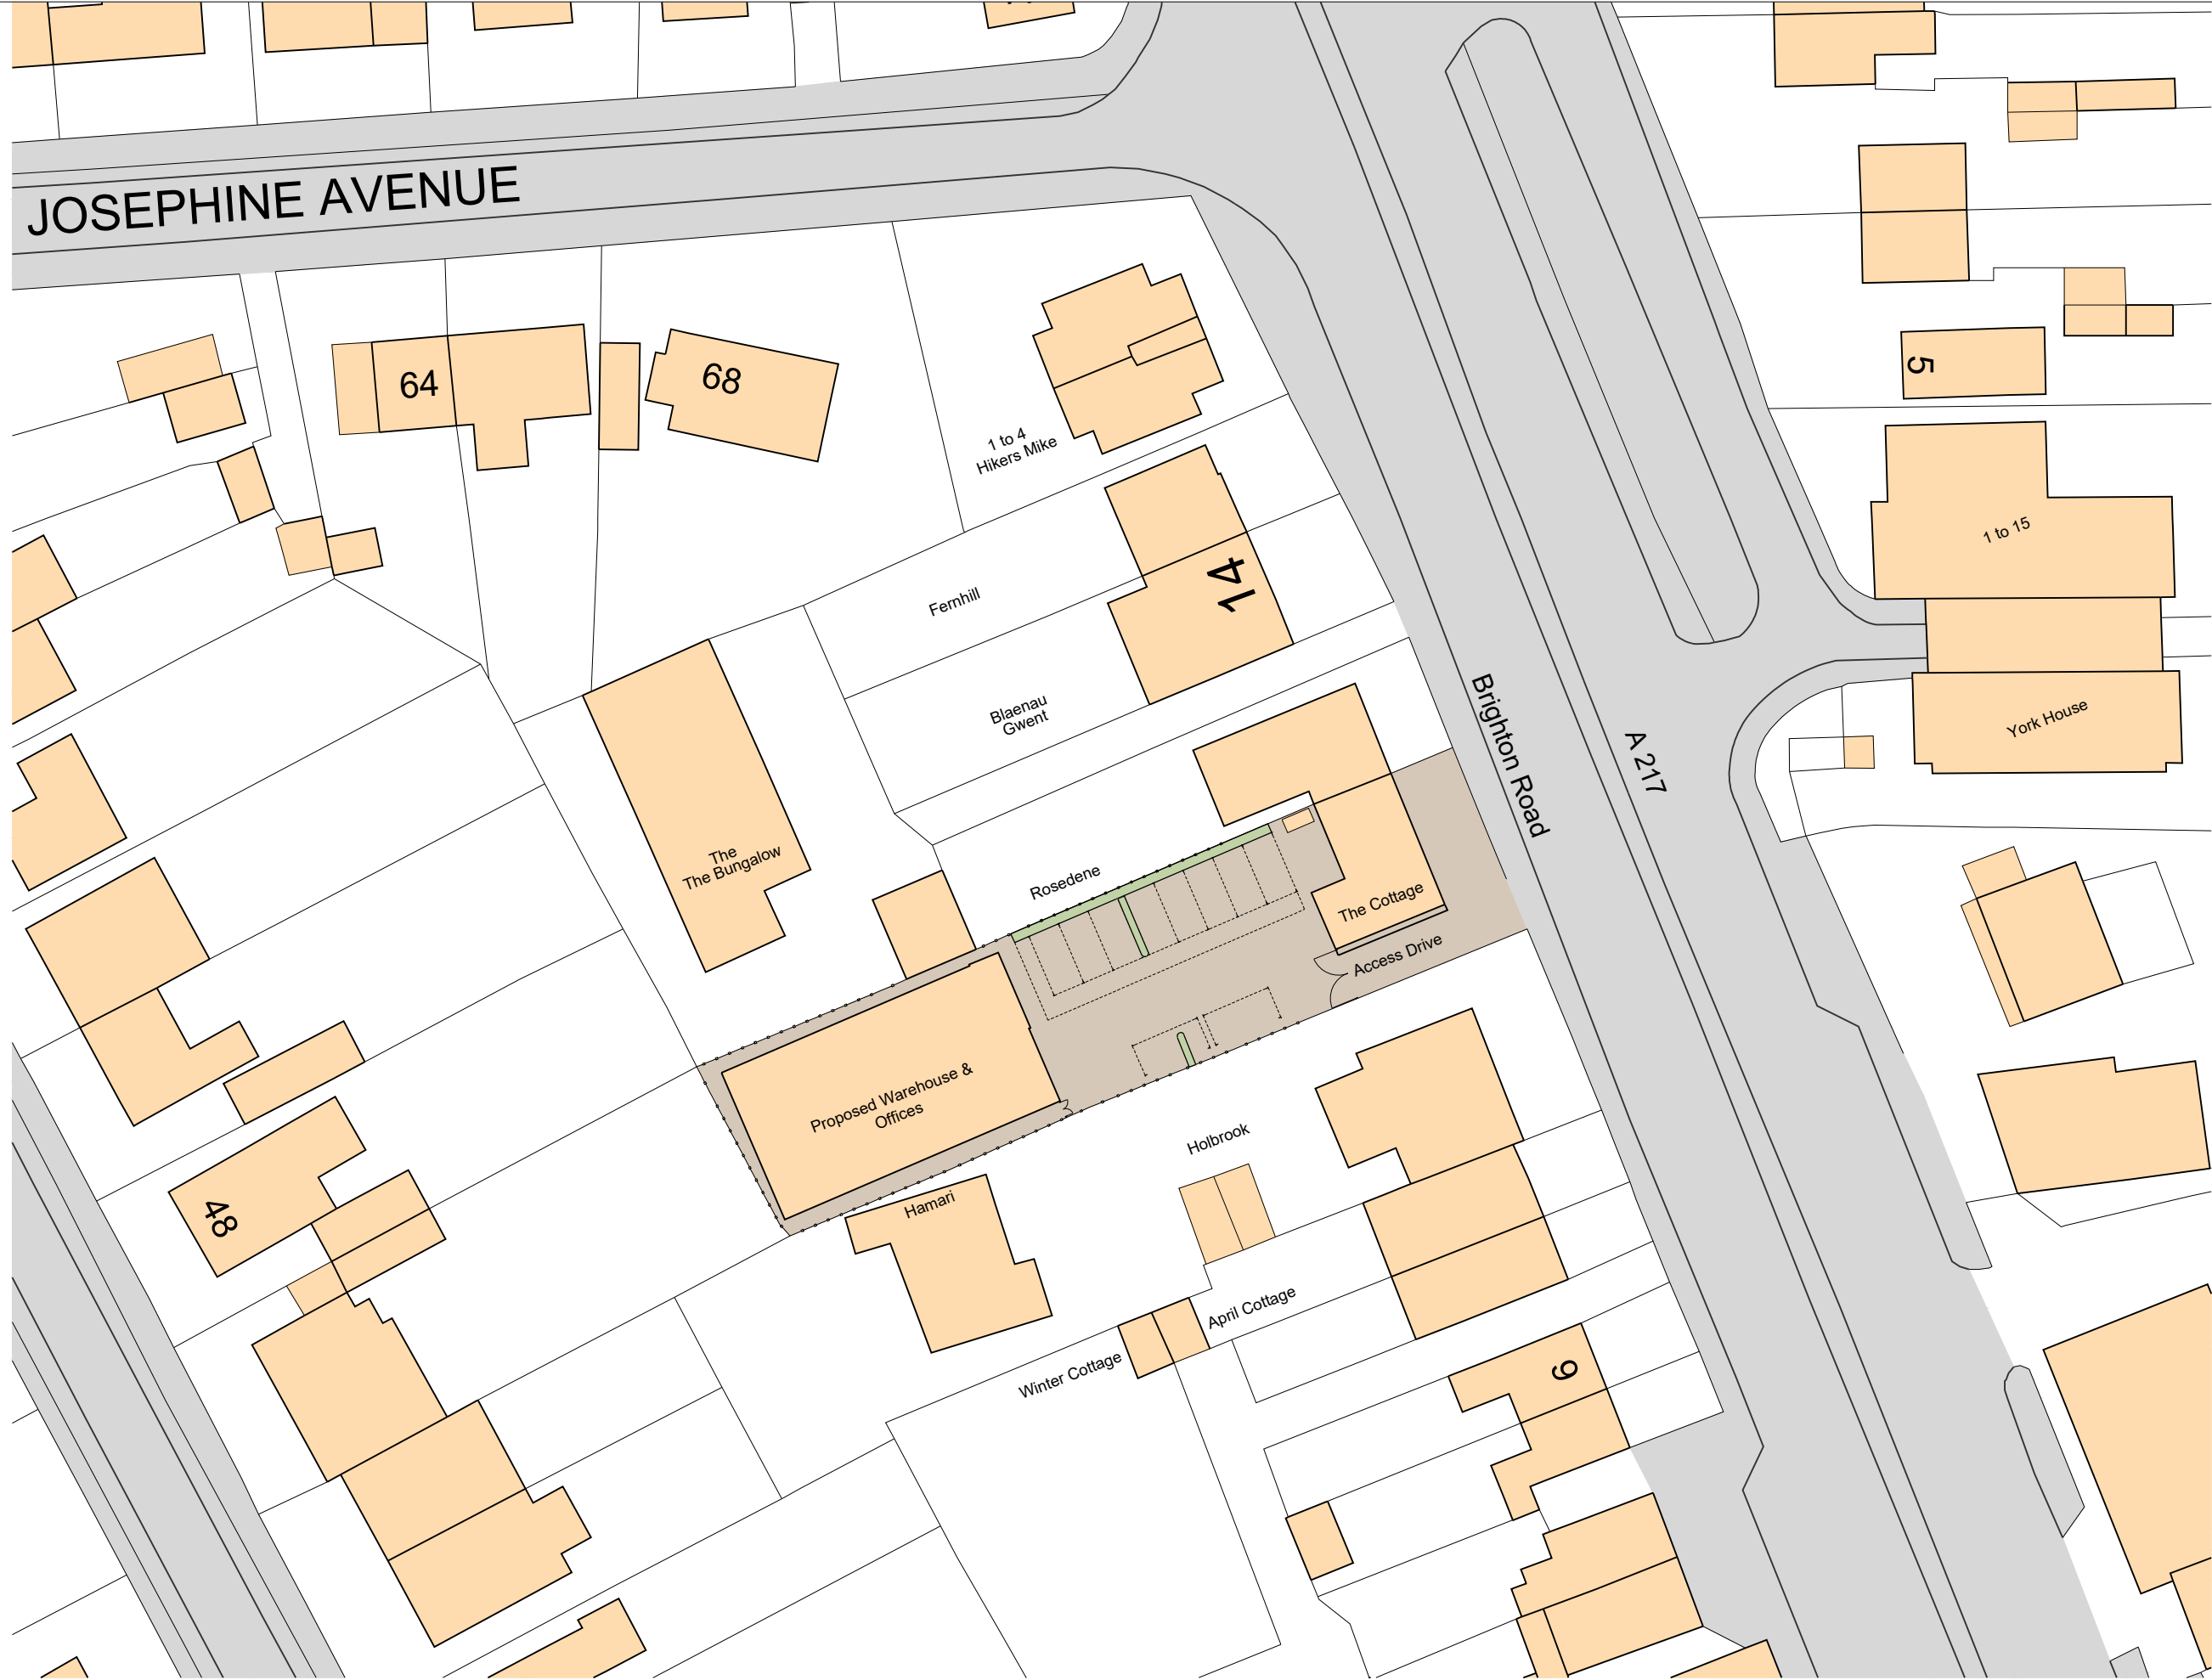 JOSEPHINE AVENUE
64
68
5
1 to 4
Hikers Mike
1 to 15
14
Fernhill
Blaenau
Gwent
Brighton Road
A 217
York House
The
The Bungalow
Rosedene
The Cottage
Access Drive
Proposed Warehouse &
Offices
Holbrook
Hamari
48
April Cottage
Winter Cottage
9